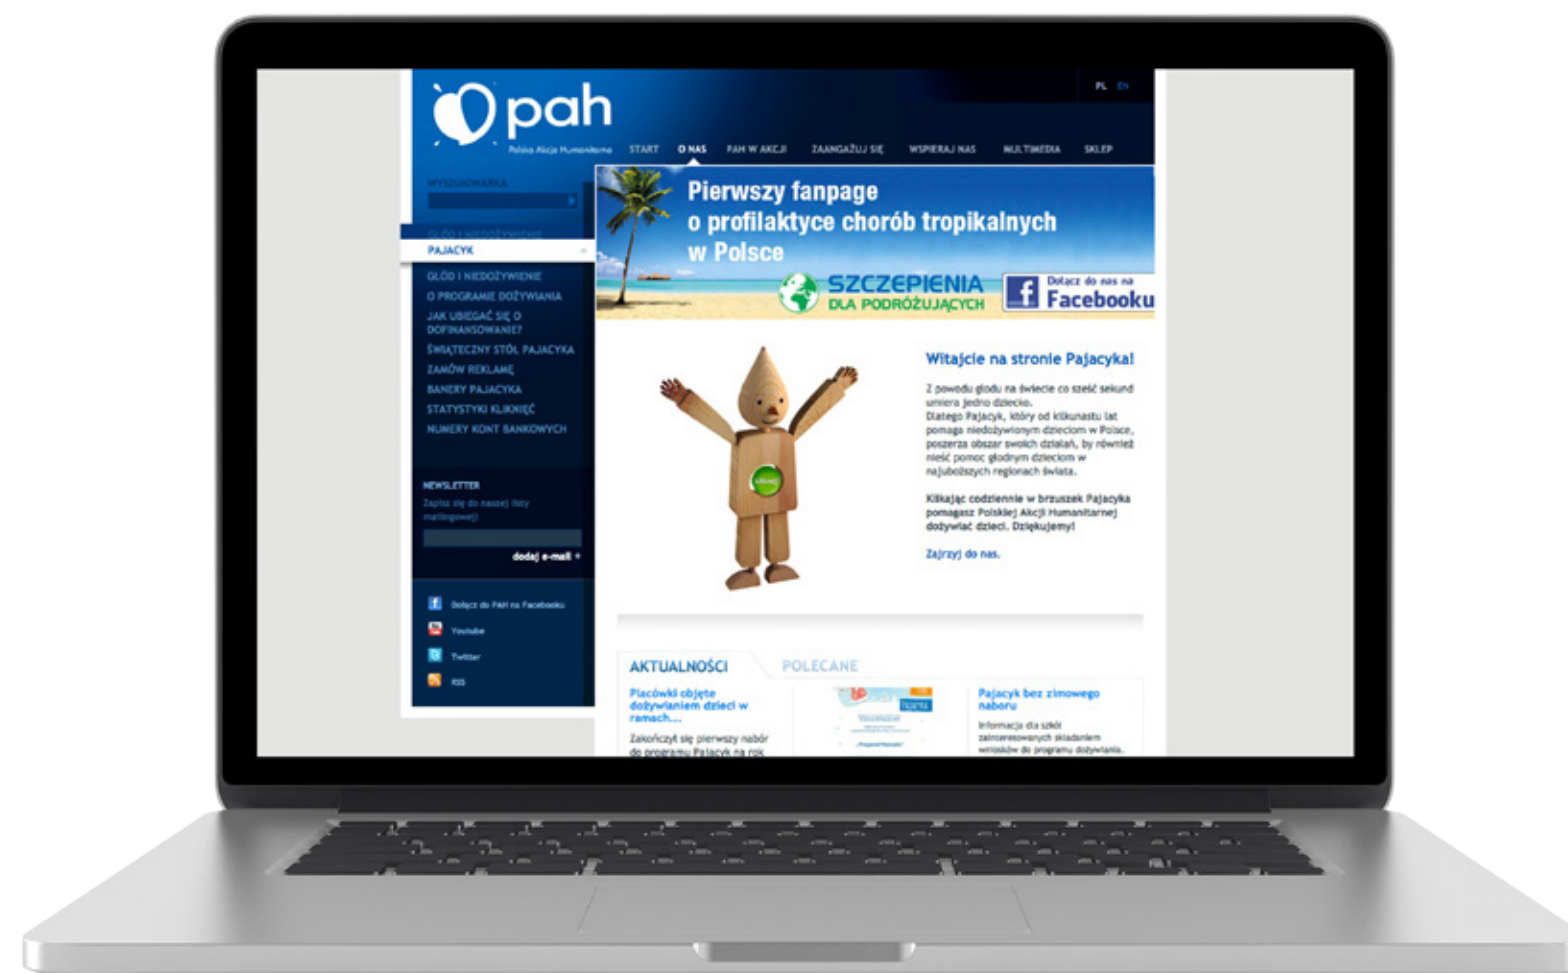 pah
Polska Akcja Humanitarna
PL EN
START O NAS PAH W AKCJI ZAANGAŻUJ SIĘ WSPIERAJ NAS MULTIMEDIA SKLEP
WYSZUKIWARKA
GŁÓD I NIEDOŻYWIENIE
PAJACYK
GŁÓD I NIEDOŻYWIENIE
O PROGRAMIE DOŻYWIANIA
JAK UBIEGAĆ SIĘ O
DOFINANSOWANIE?
ŚWIĄTECZNY STÓŁ PAJACYKA
ZAMÓW REKLAMĘ
BANERY PAJACYKA
STATYSTYKI KLIKNIĘĆ
NUMERY KONT BANKOWYCH
NEWSLETTER
Zapisz się do naszej listy
mailingowej!
dodaj e-mail +
Dołącz do PAH na Facebooku
Youtube
Twitter
RSS
Pierwszy fanpage
o profilaktyce chorób tropikalnych
w Polsce
SZCZEPIENIA
DLA PODRÓŻUJĄCYCH
Dołącz do nas na
Facebooku
Witajcie na stronie Pajacyka!
Z powodu głodu na świecie co sześć sekund
umiera jedno dziecko.
Dlatego Pajacyk, który od kilkunastu lat
pomaga niedożywionym dzieciom w Polsce,
poszerza obszar swoich działań, by również
nieść pomoc głodnym dzieciom w
najuboższych regionach świata.
Klikając codziennie w brzuszek Pajacyka
pomagasz Polskiej Akcji Humanitarnej
dożywiać dzieci. Dziękujemy!
Zajrzyj do nas.
AKTUALNOŚCI POLECANE
Placówki objęte
dożywianiem dzieci w
ramach...
Zakończył się pierwszy nabór
do programu Pajacyk na rok
Pajacyk bez zimowego
naboru
Informacja dla szkół
zainteresowanych składaniem
wniosków do programu dożywiania.